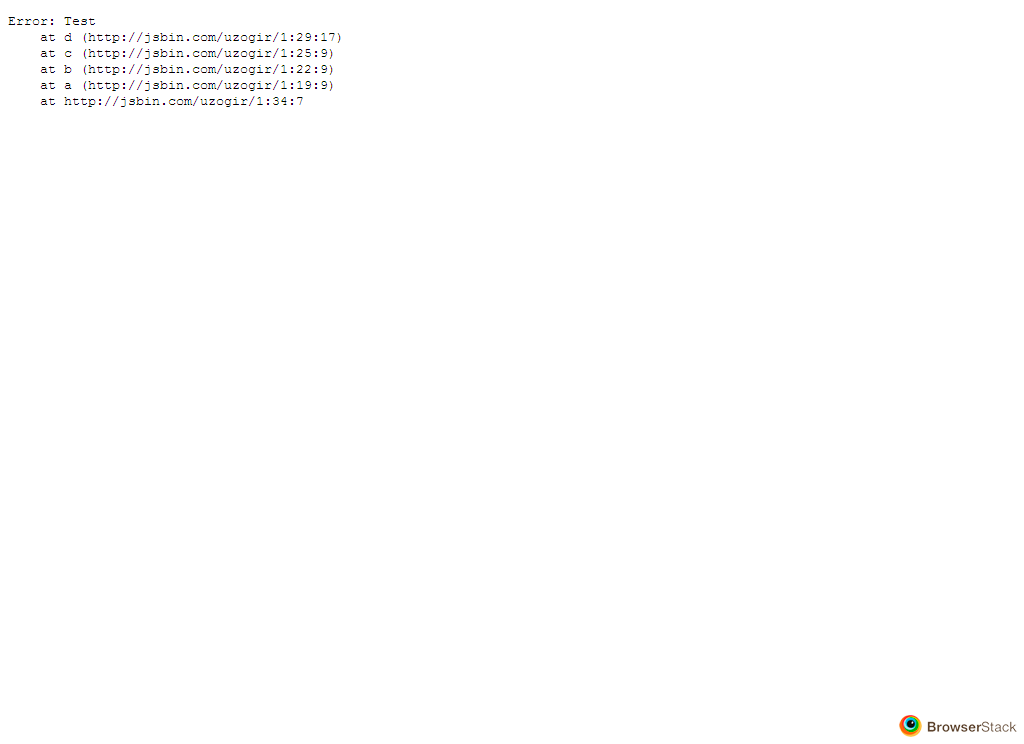 Error: Test
    at d (http://jsbin.com/uzogir/1:29:17)
    at c (http://jsbin.com/uzogir/1:25:9)
    at b (http://jsbin.com/uzogir/1:22:9)
    at a (http://jsbin.com/uzogir/1:19:9)
    at http://jsbin.com/uzogir/1:34:7
BrowserStack